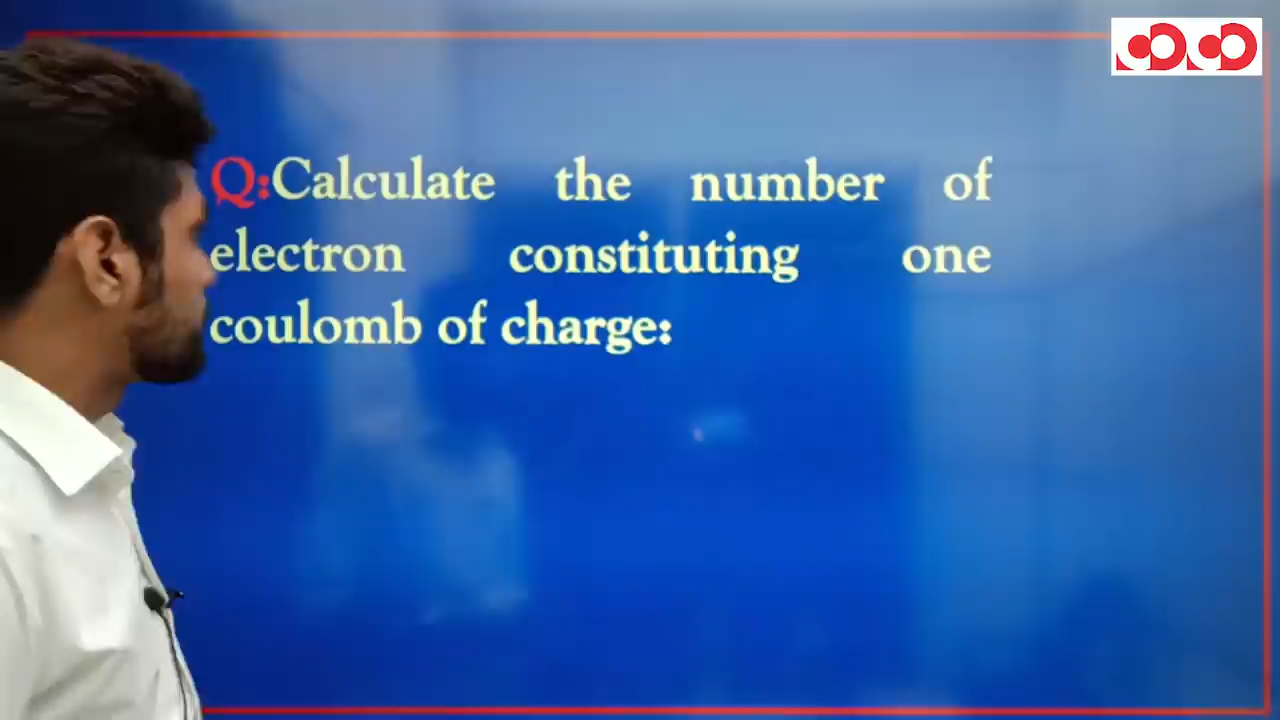 Q:Calculate the number of
electron constituting one
coulomb of charge: